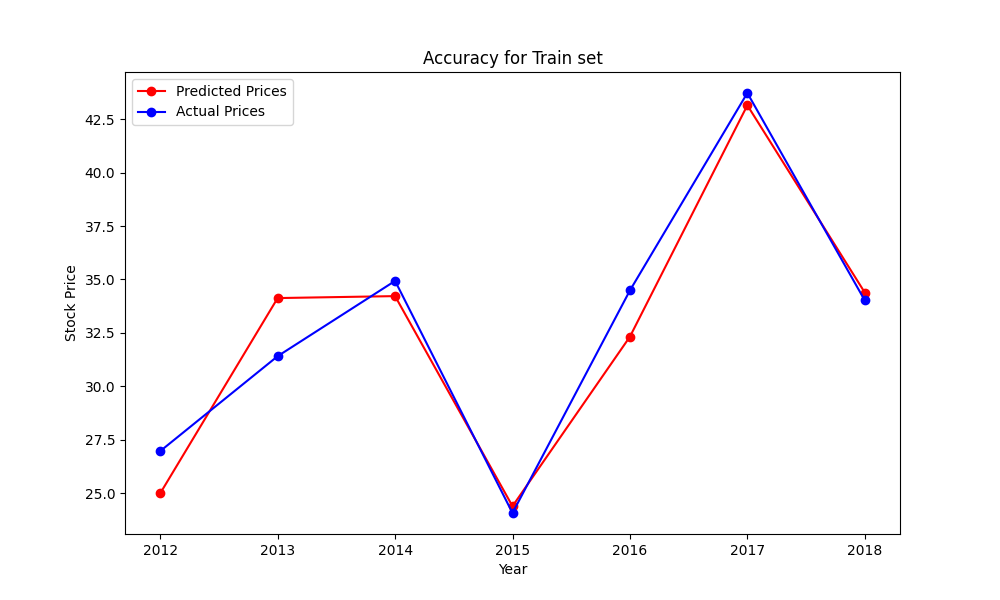 Accuracy for Train set
Predicted Prices
Actual Prices
42.5
40.0
37.5
35.0
32.5
30.0
27.5
25.0
Stock Price
2012 2013 2014 2015 2016 2017 2018
Year